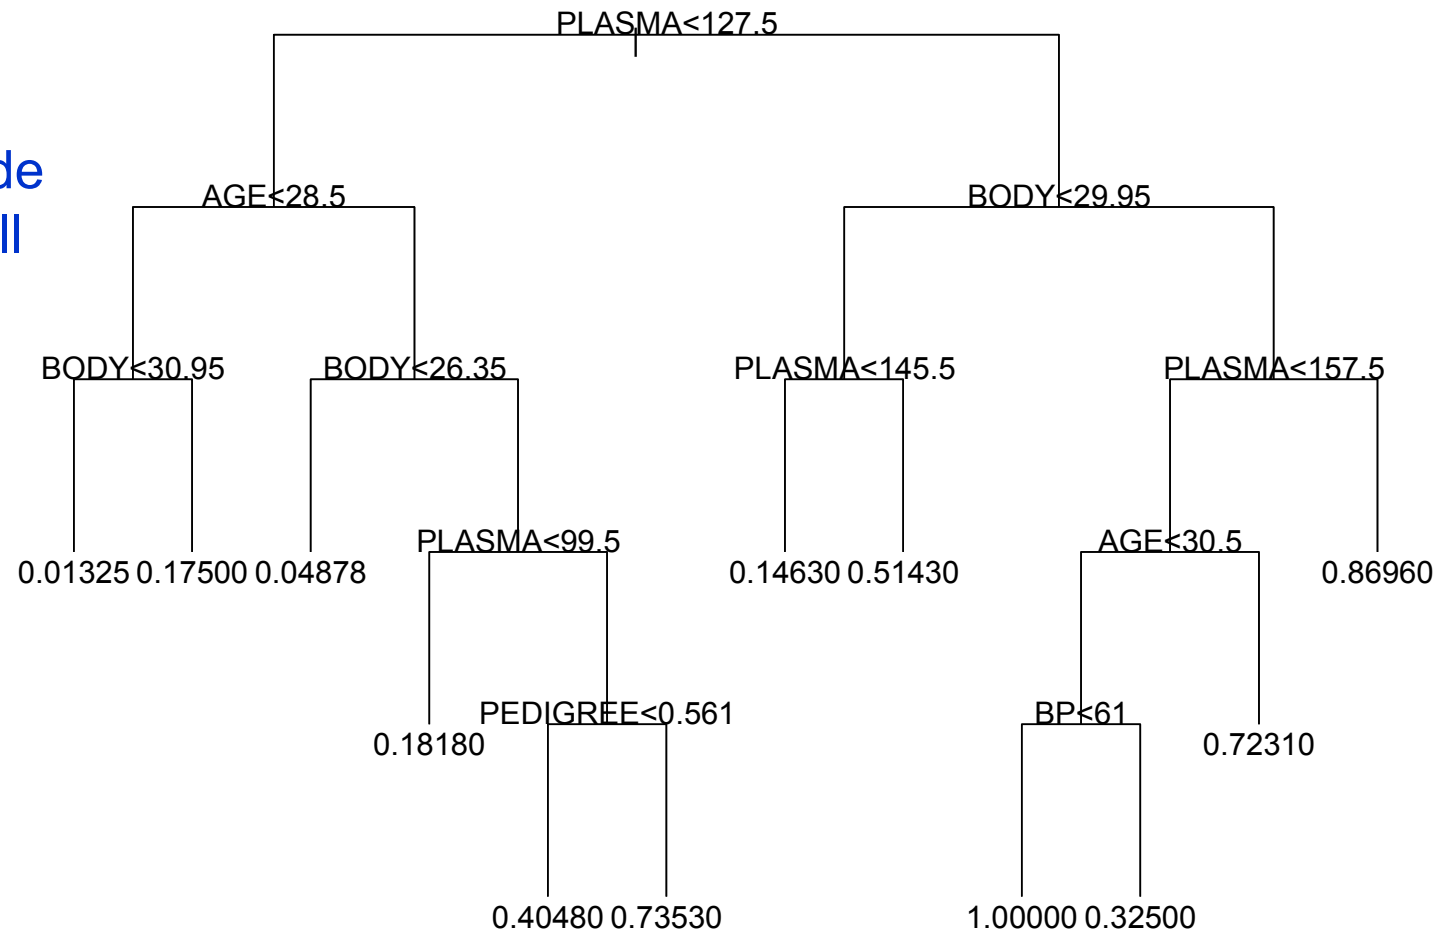 PLASMA<127.5
de
ll
AGE<28.5 BODY<29.95
BODY<30.95 BODY<26.35 PLASMA<145.5 PLASMA<157.5
PLASMA<99.5 AGE<30.5
0.01325 0.17500 0.04878 0.14630 0.51430 0.86960
PEDIGREE<0.561 BP<61
0.18180 0.72310
0.40480 0.73530 1.00000 0.32500